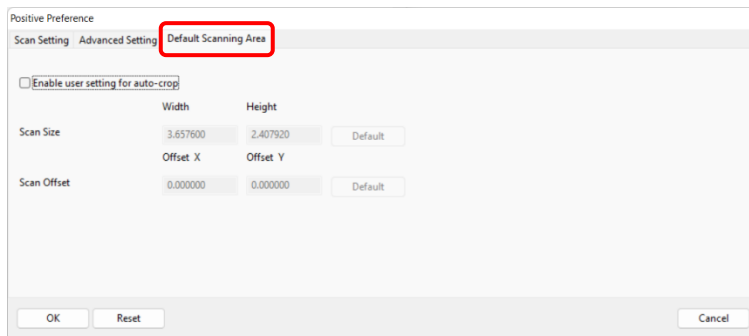 Positive Preference
Scan Setting Advanced Setting Default Scanning Area
Enable user setting for auto-crop
Width Height
Scan Size 3.657600 2.407920 Default
Offset X Offset Y
Scan Offset 0.000000 0.000000 Default
OK Reset Cancel